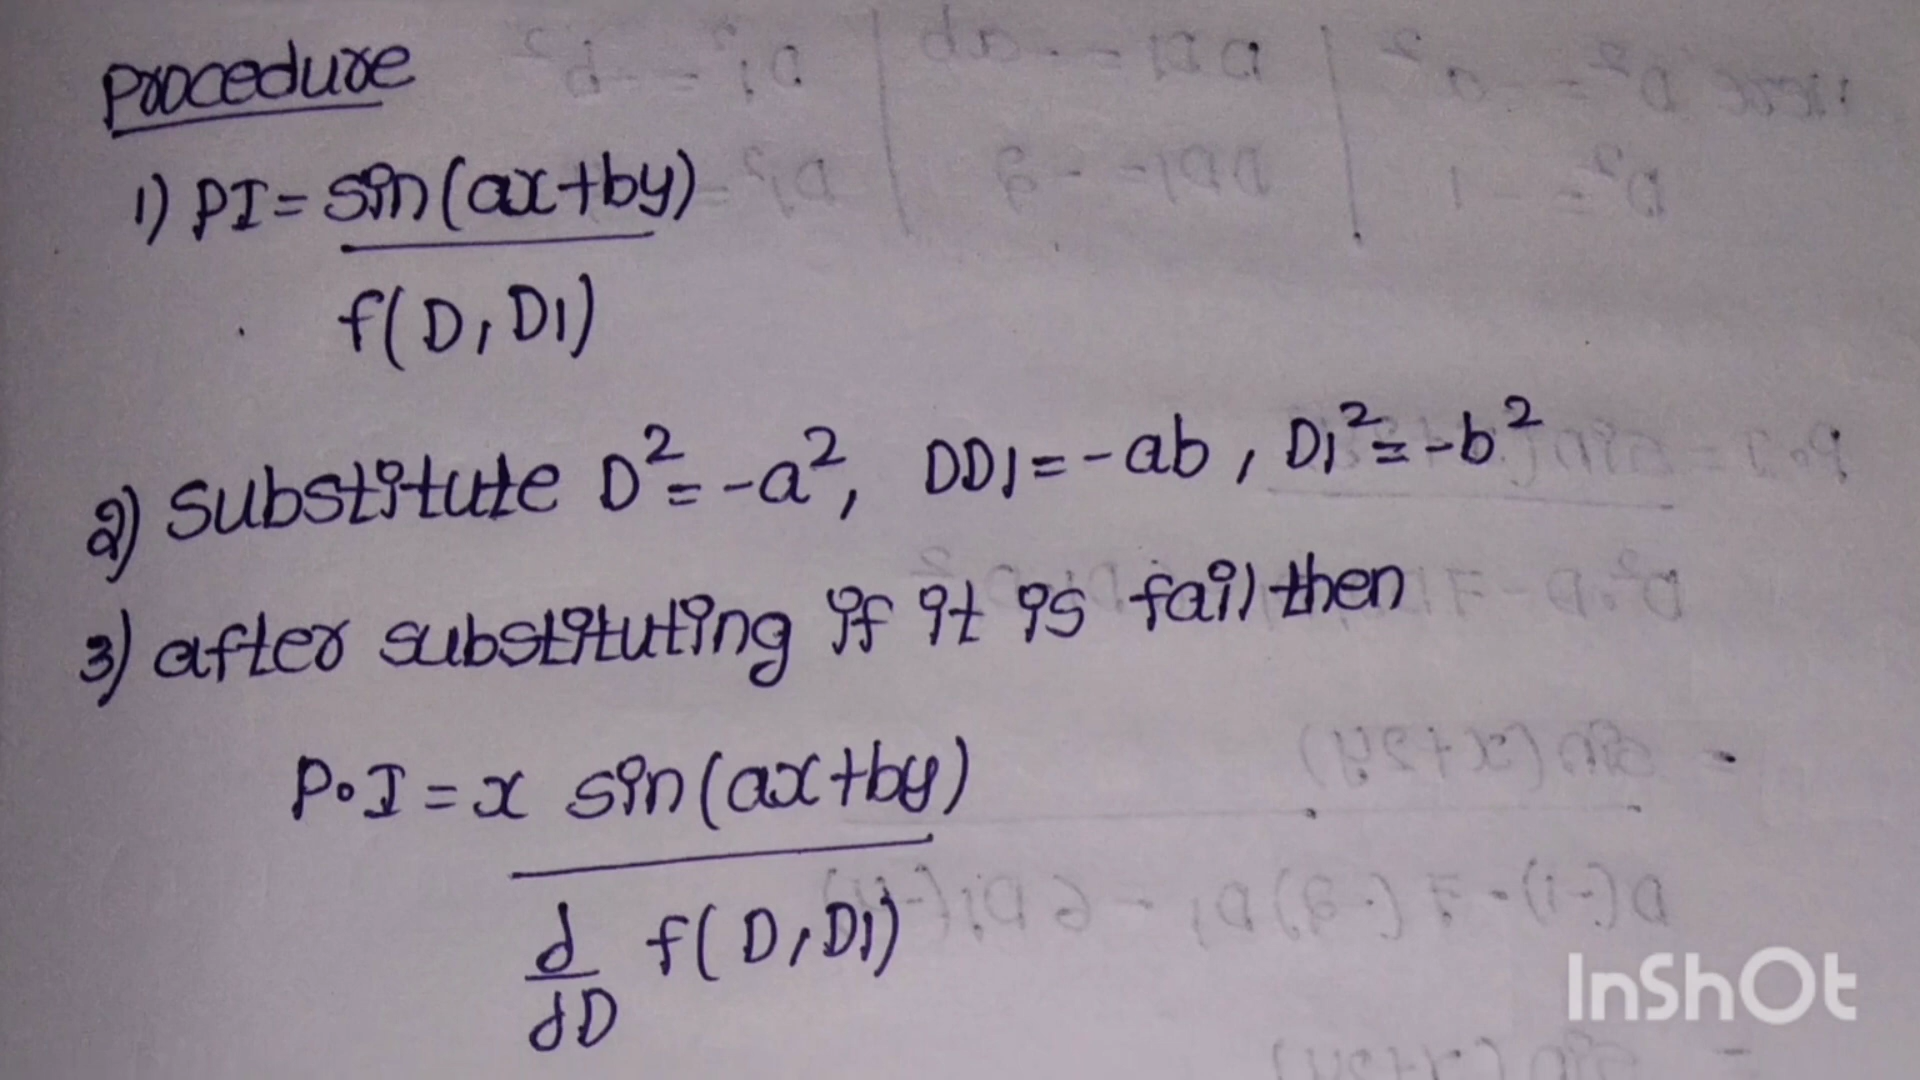 Procedure
1) PI = sin(ax+by)
f(D, D1)
2) substitute D² = -a², DD1 = -ab, D1² = -b²
3) after substituting if it is fail then
P.I = x sin(ax+by)
d/dD f(D, D1)
InShOt